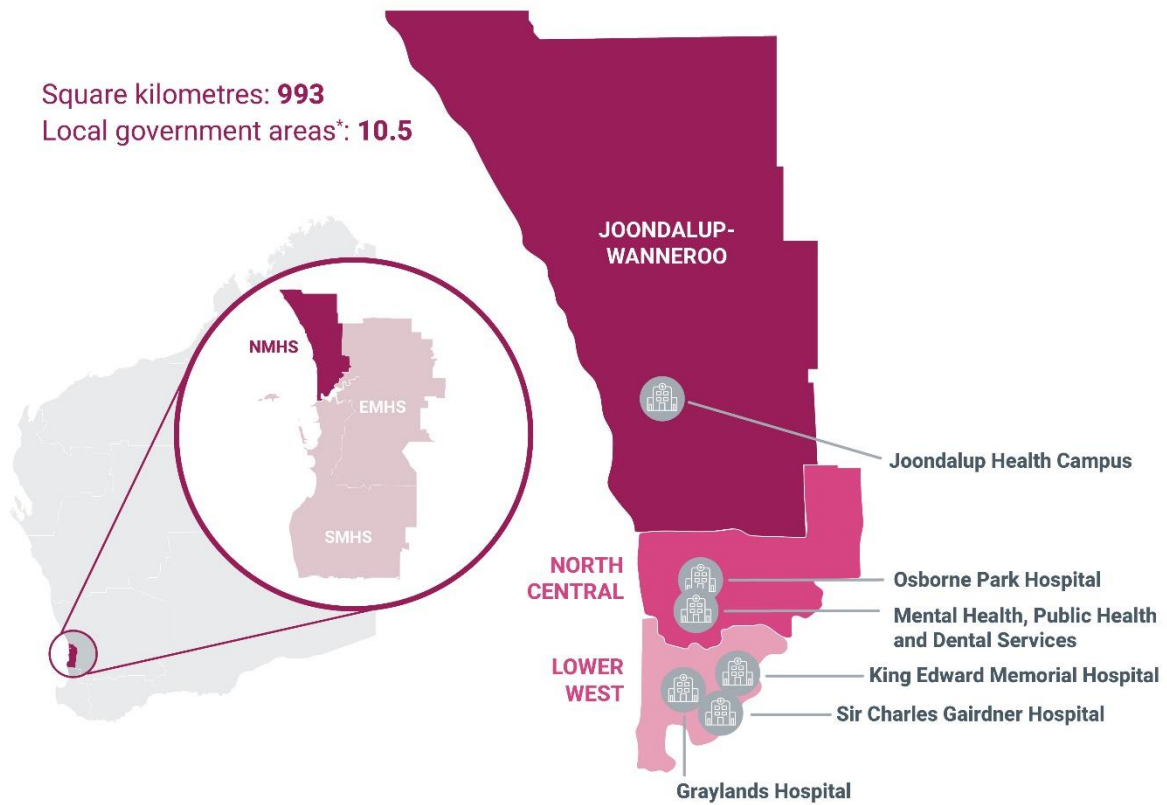 Square kilometres: 993
Local government areas*: 10.5
JOONDALUP-
WANNEROO
NMHS
EMHS
SMHS
Joondalup Health Campus
NORTH
CENTRAL
Osborne Park Hospital
Mental Health, Public Health
and Dental Services
LOWER
WEST
King Edward Memorial Hospital
Sir Charles Gairdner Hospital
Graylands Hospital